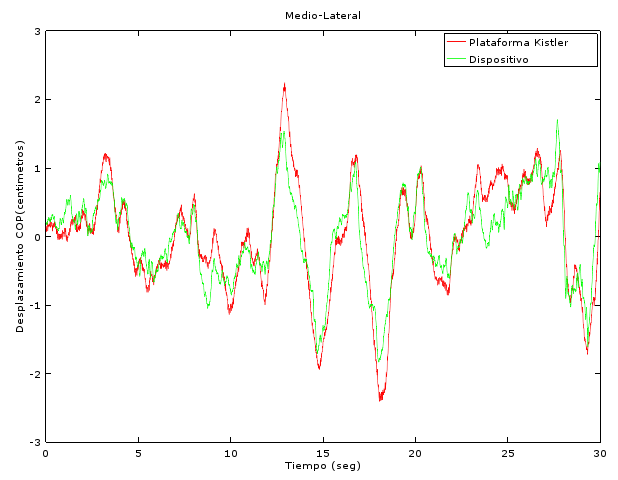 Medio-Lateral
Plataforma Kistler
Dispositivo
Desplazamiento COP(centimetros)
3
2
1
0
-1
-2
-3
0 5 10 15 20 25 30
Tiempo (seg)